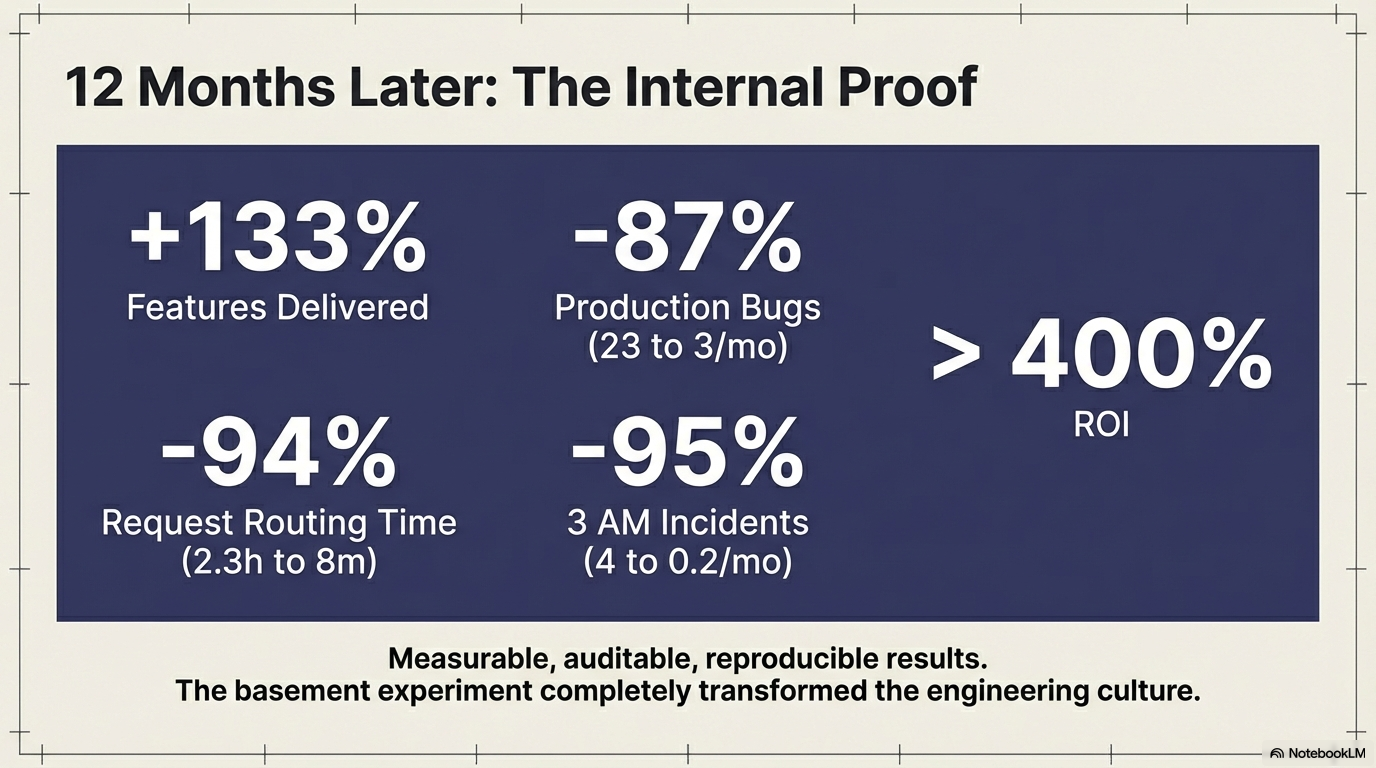 12 Months Later: The Internal Proof
+133%
Features Delivered
-87%
Production Bugs
(23 to 3/mo)
-94%
Request Routing Time
(2.3h to 8m)
-95%
3 AM Incidents
(4 to 0.2/mo)
> 400%
ROI
Measurable, auditable, reproducible results.
The basement experiment completely transformed the engineering culture.
NotebookLM